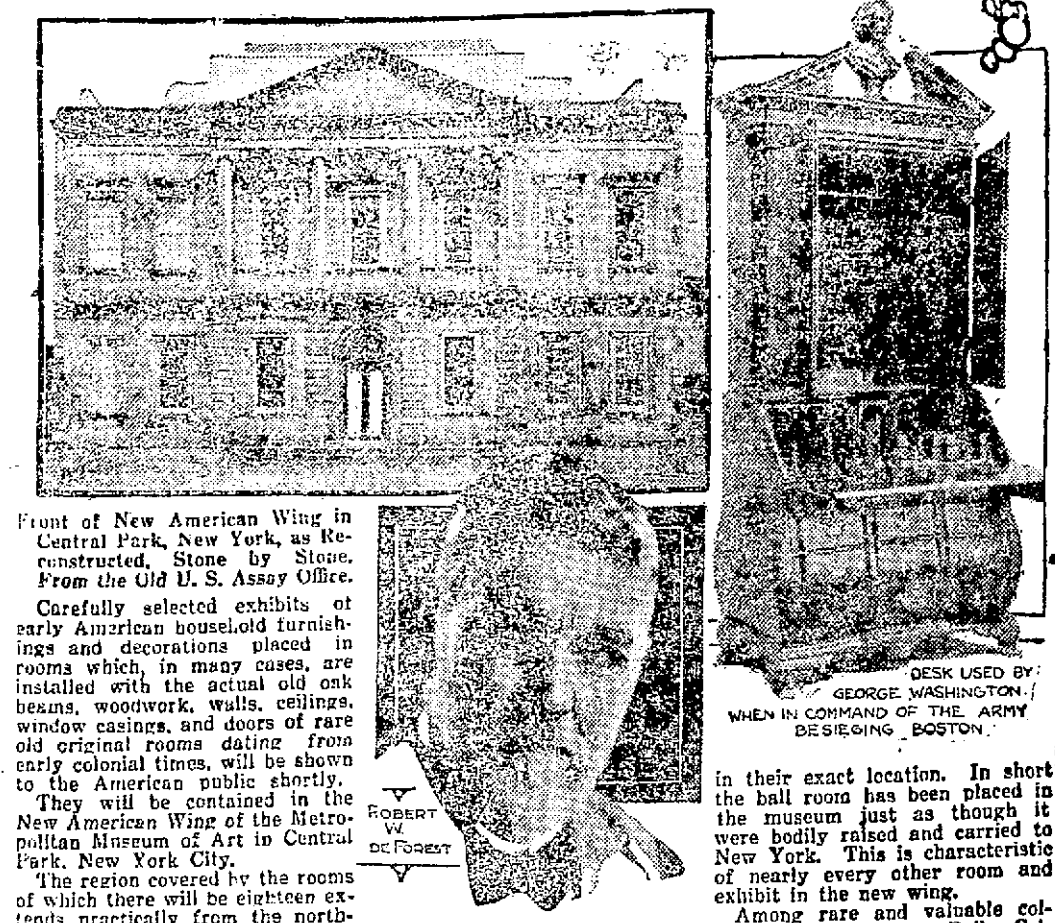 Front of New American Wing in
Central Park, New York, as Re-
constructed, Stone by Stone,
From the Old U. S. Assay Office.
Carefully selected exhibits of
early American household furnish-
ings and decorations placed in
rooms which, in many cases, are
installed with the actual old oak
beams, woodwork, walls, ceilings,
window casings, and doors of rare
old original rooms dating from
early colonial times, will be shown
to the American public shortly.
They will be contained in the
New American Wing of the Metro-
politan Museum of Art in Central
Park, New York City.
The region covered by the rooms
of which there will be eighteen ex-
tends practically from the north-
ROBERT
W.
DE FOREST
DESK USED BY
GEORGE WASHINGTON
WHEN IN COMMAND OF THE ARMY
BESIEGING BOSTON
in their exact location. In short
the ball room has been placed in
the museum just as though it
were bodily raised and carried to
New York. This is characteristic
of nearly every other room and
exhibit in the new wing.
Among rare and valuable col-